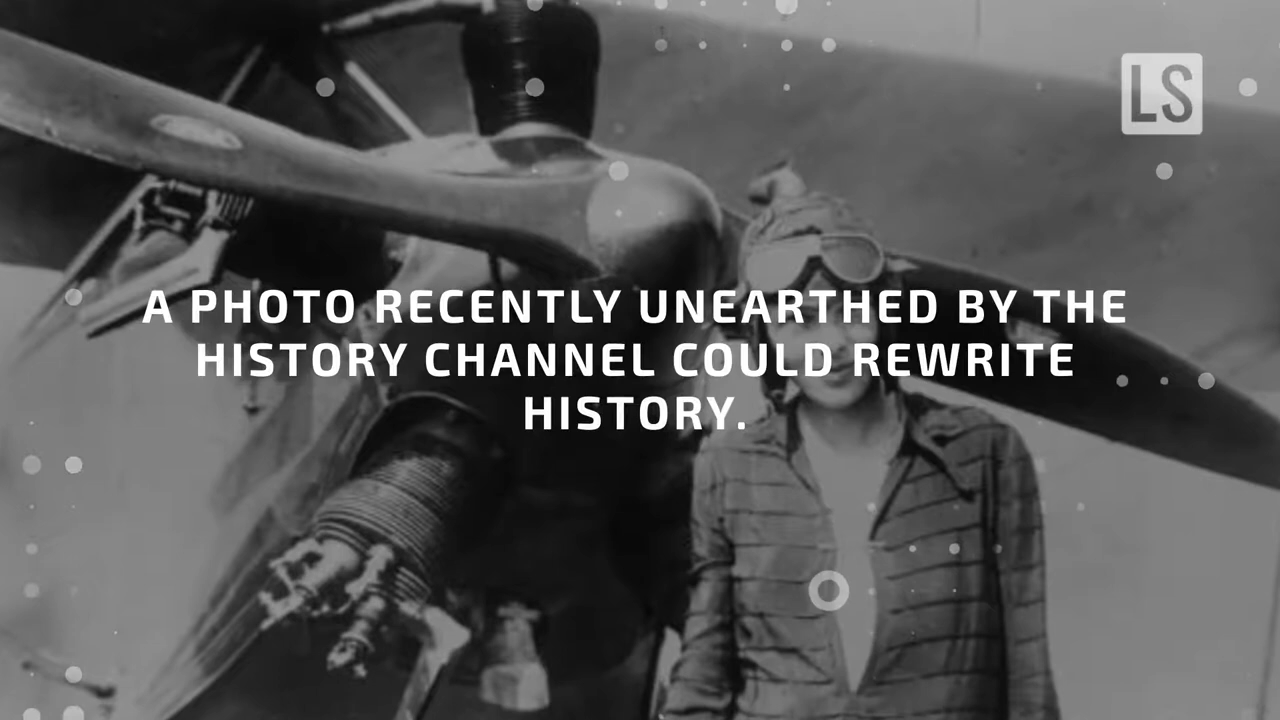 LS
A PHOTO RECENTLY UNEARTHED BY THE
HISTORY CHANNEL COULD REWRITE
HISTORY.